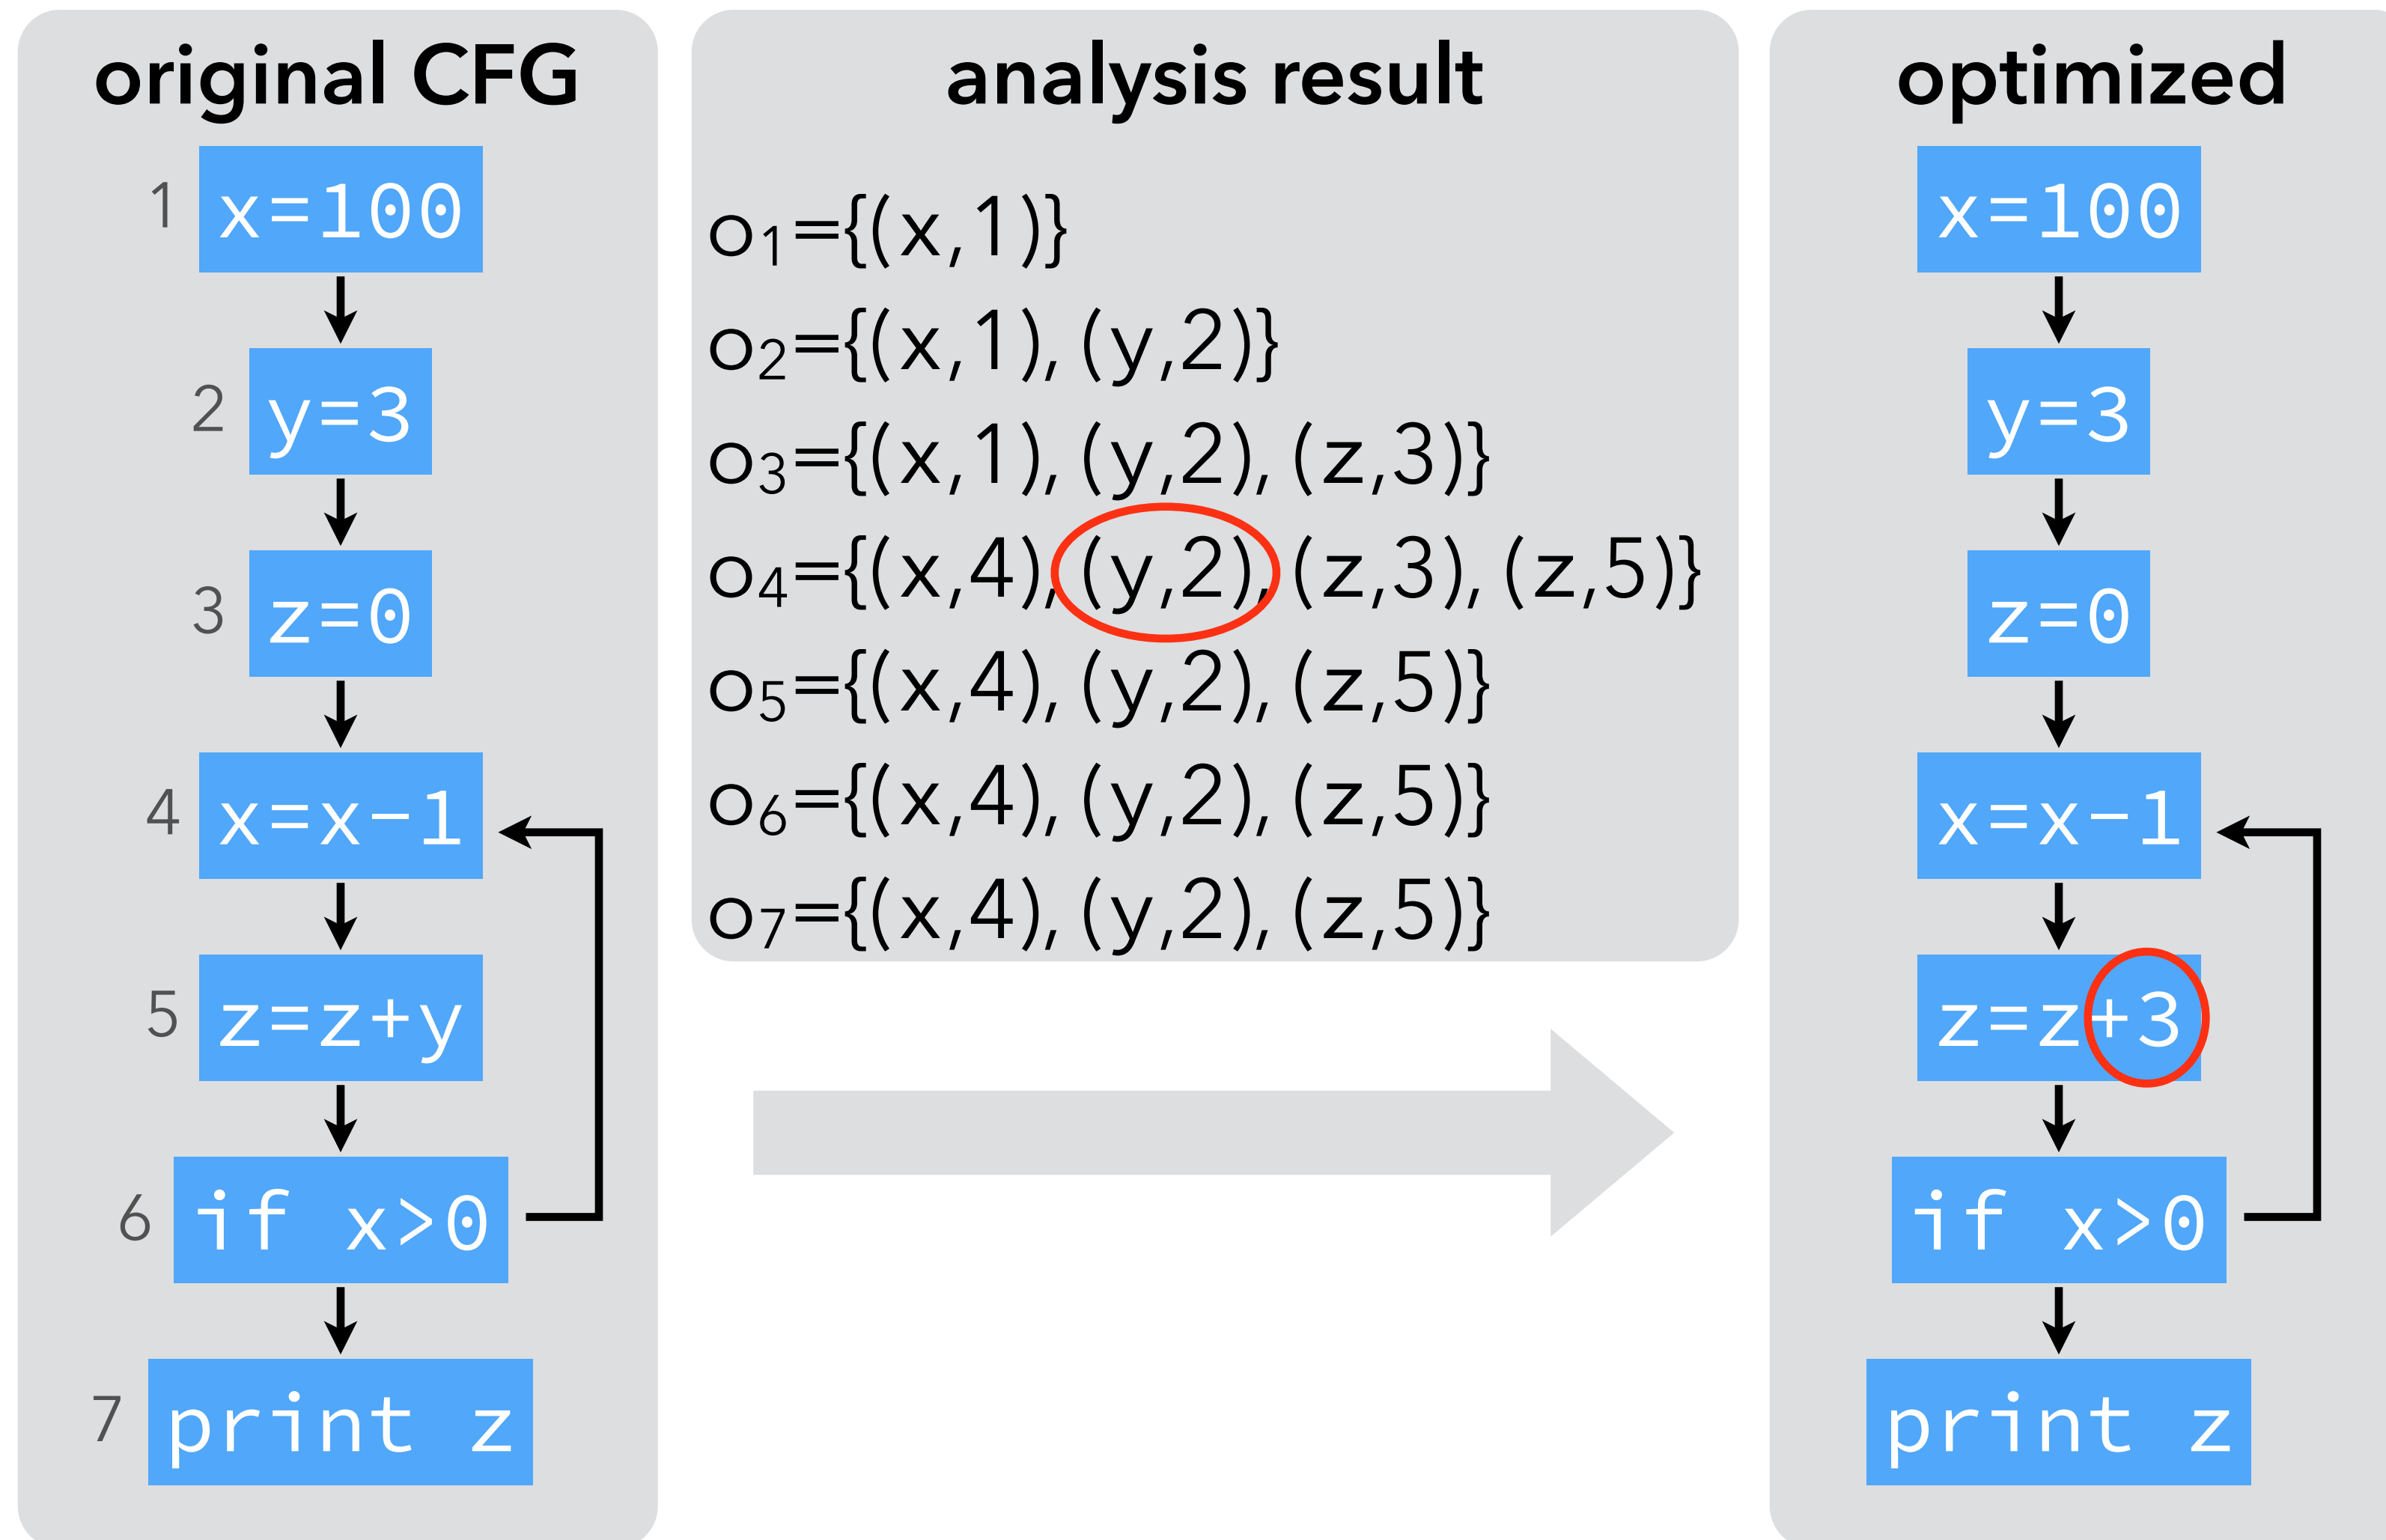 original CFG
1 x=100
2 y=3
3 z=0
4 x=x-1
5 z=z+y
6 if x>0
7 print z
analysis result
o1={(x,1)}
o2={(x,1), (y,2)}
o3={(x,1), (y,2), (z,3)}
o4={(x,4), (y,2), (z,3), (z,5)}
o5={(x,4), (y,2), (z,5)}
o6={(x,4), (y,2), (z,5)}
o7={(x,4), (y,2), (z,5)}
optimized
x=100
y=3
z=0
x=x-1
z=z+3
if x>0
print z